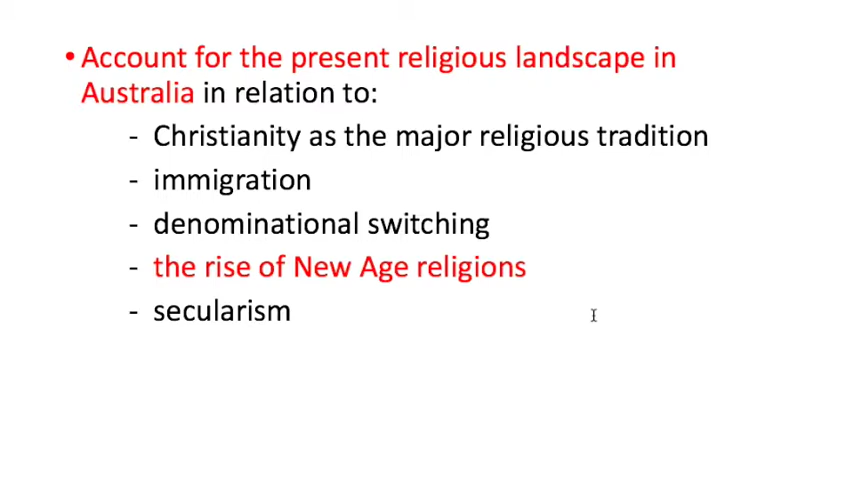 • Account for the present religious landscape in
Australia in relation to:
- Christianity as the major religious tradition
- immigration
- denominational switching
- the rise of New Age religions
- secularism